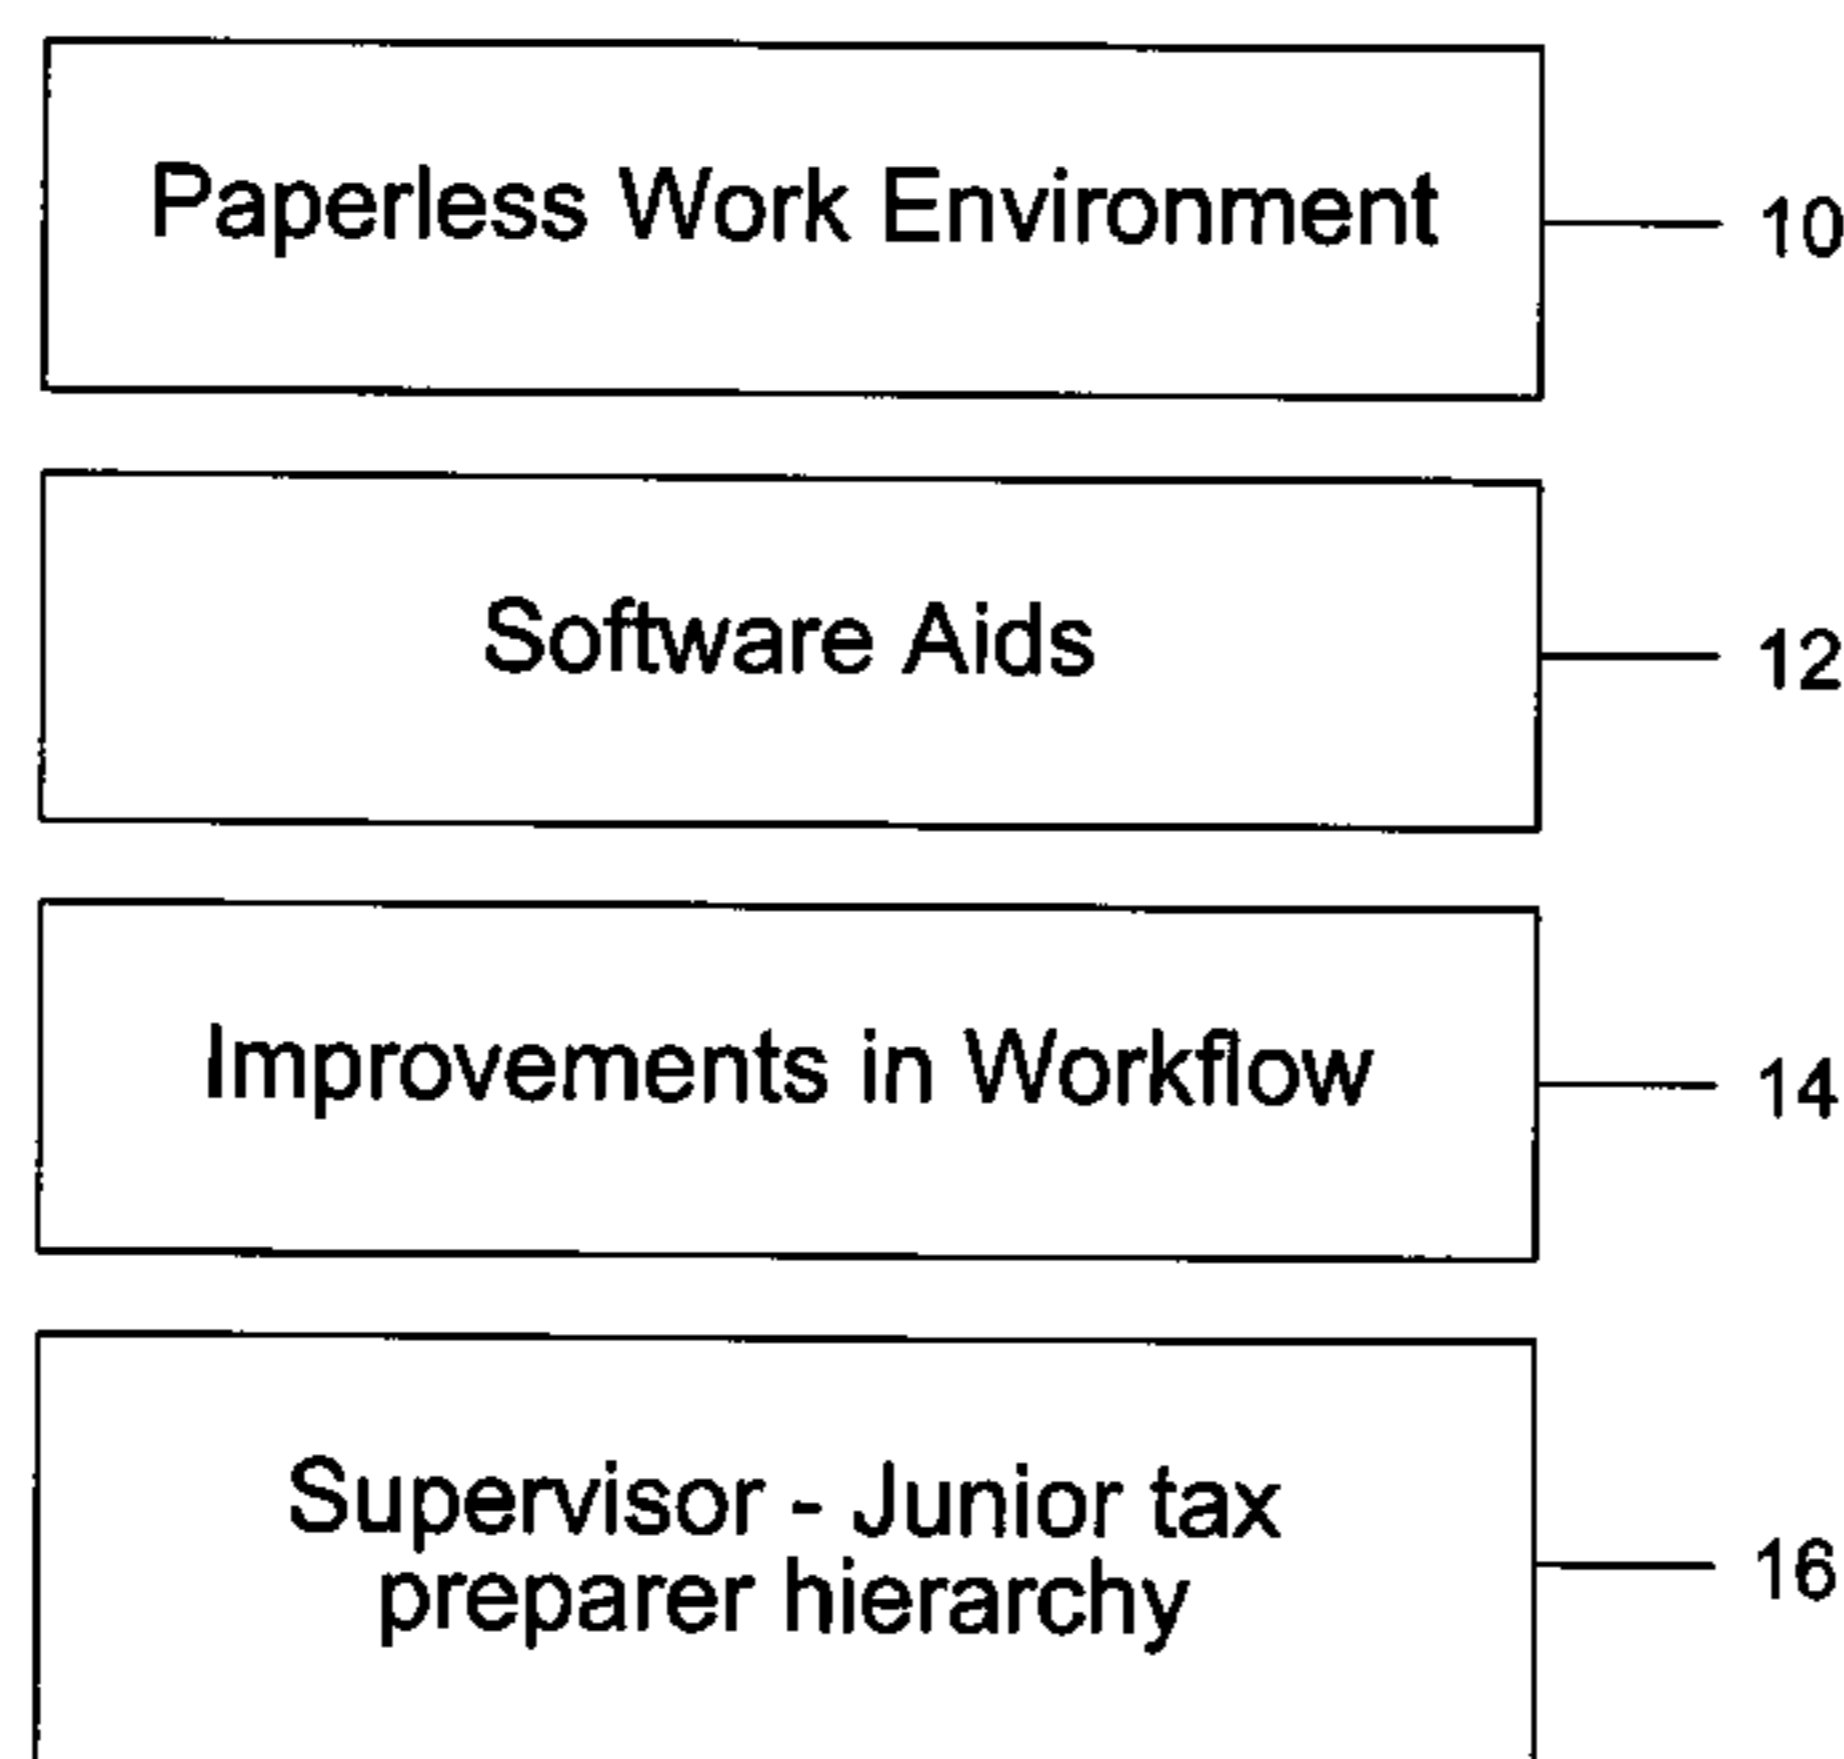 Paperless Work Environment
10
Software Aids
12
Improvements in Workflow
14
Supervisor - Junior tax
preparer hierarchy
16